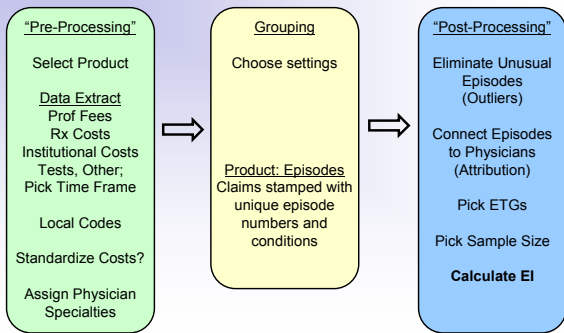 “Pre-Processing”
Select Product
Data Extract
Prof Fees
Rx Costs
Institutional Costs
Tests, Other;
Pick Time Frame
Local Codes
Standardize Costs?
Assign Physician
Specialties
Grouping
Choose settings
Product: Episodes
Claims stamped with
unique episode
numbers and
conditions
“Post-Processing”
Eliminate Unusual
Episodes
(Outliers)
Connect Episodes
to Physicians
(Attribution)
Pick ETGs
Pick Sample Size
Calculate EI